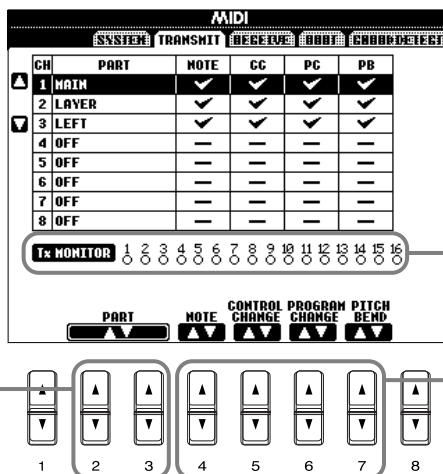 MIDI
SYSTEM TRANSMIT RECEIVE ROOT CHORD DETECT
CH PART NOTE CC PC PB
1 MAIN
2 LAYER
3 LEFT
4 OFF — — — —
5 OFF — — — —
6 OFF — — — —
7 OFF — — — —
8 OFF — — — —
Tx MONITOR 1 2 3 4 5 6 7 8 9 10 11 12 13 14 15 16
PART NOTE CONTROL CHANGE PROGRAM CHANGE PITCH BEND
1 2 3 4 5 6 7 8